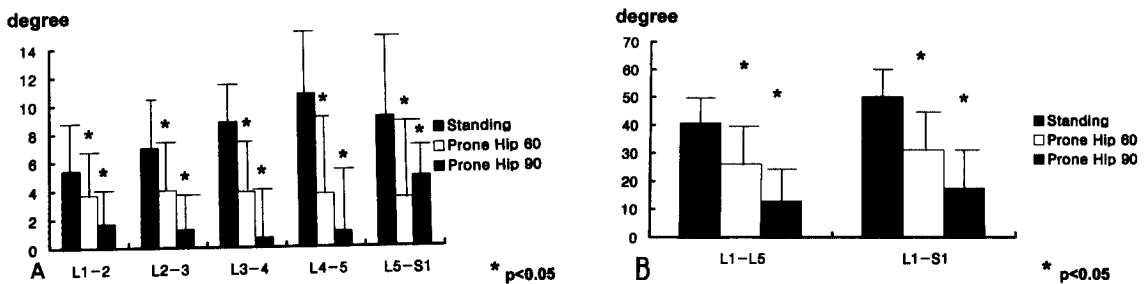 degree
14
12
10
8
6
4
2
0
* * * * * * * * * *
Standing
Prone Hip 60
Prone Hip 90
L1-2 L2-3 L3-4 L4-5 L5-S1
A
* p<0.05
degree
70
60
50
40
30
20
10
0
* * * *
Standing
Prone Hip 60
Prone Hip 90
L1-L5 L1-S1
B
* p<0.05